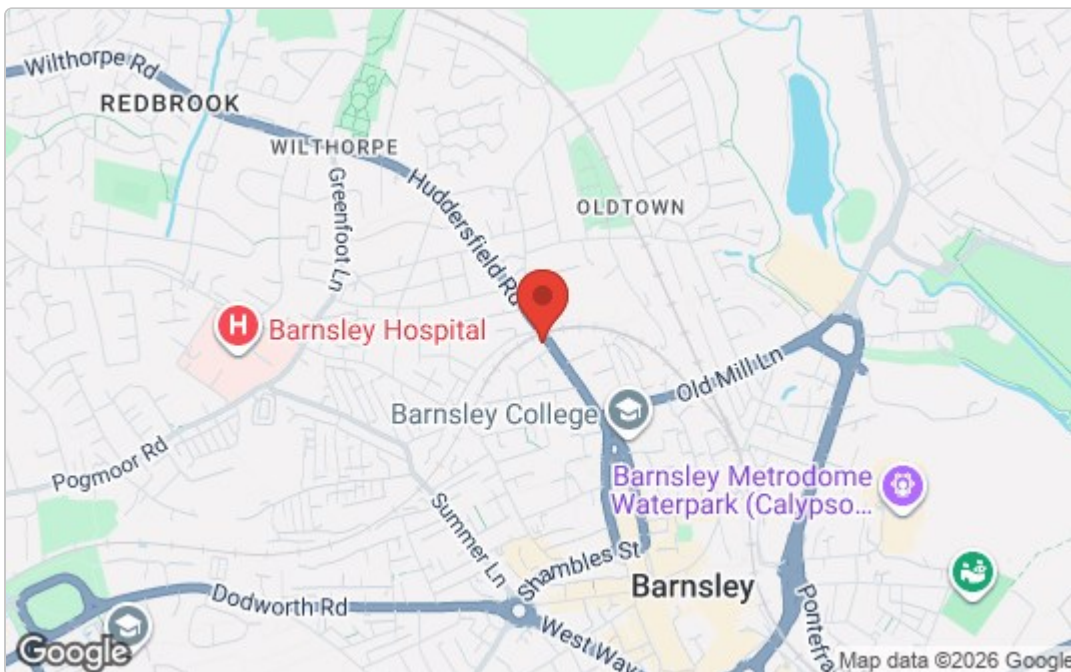 Wilthorpe Rd
REDBROOK
WILTHORPE
Greenfoot Ln
Huddersfield Rd
OLDTOWN
H
Barnsley Hospital
Barnsley College
Old Mill Ln
Pogmoor Rd
Barnsley Metrodome
Waterpark (Calypso...
Summer Ln
Shambles St
Barnsley
Dodworth Rd
West Way
Pontefra
Google
Map data ©2026 Google